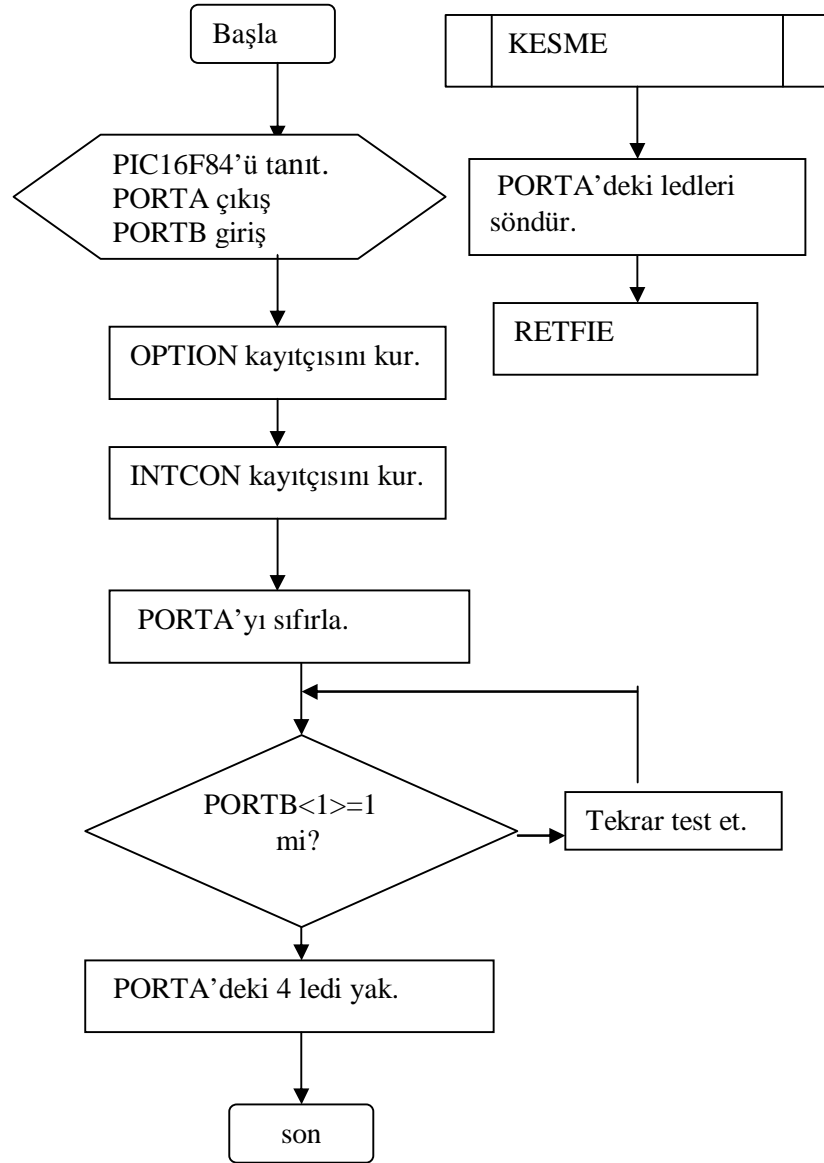 Başla
PIC16F84’ü tanıt.
PORTA çıkış
PORTB giriş
OPTION kayıtçısını kur.
INTCON kayıtçısını kur.
PORTA’yı sıfırla.
PORTB<1>=1
mi?
Tekrar test et.
PORTA’deki 4 ledi yak.
son
KESME
PORTA’deki ledleri
söndür.
RETFIE